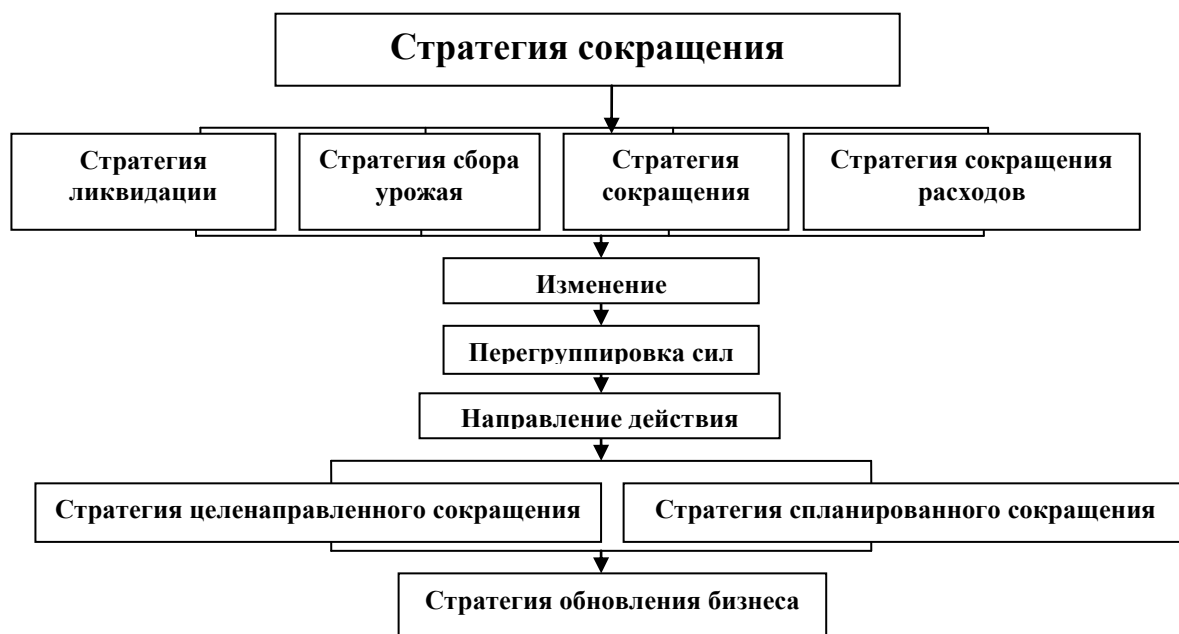 Стратегия сокращения
Стратегия
ликвидации
Стратегия сбора
урожая
Стратегия
сокращения
Стратегия сокращения
расходов
Изменение
Перегруппировка сил
Направление действия
Стратегия целенаправленного сокращения
Стратегия спланированного сокращения
Стратегия обновления бизнеса